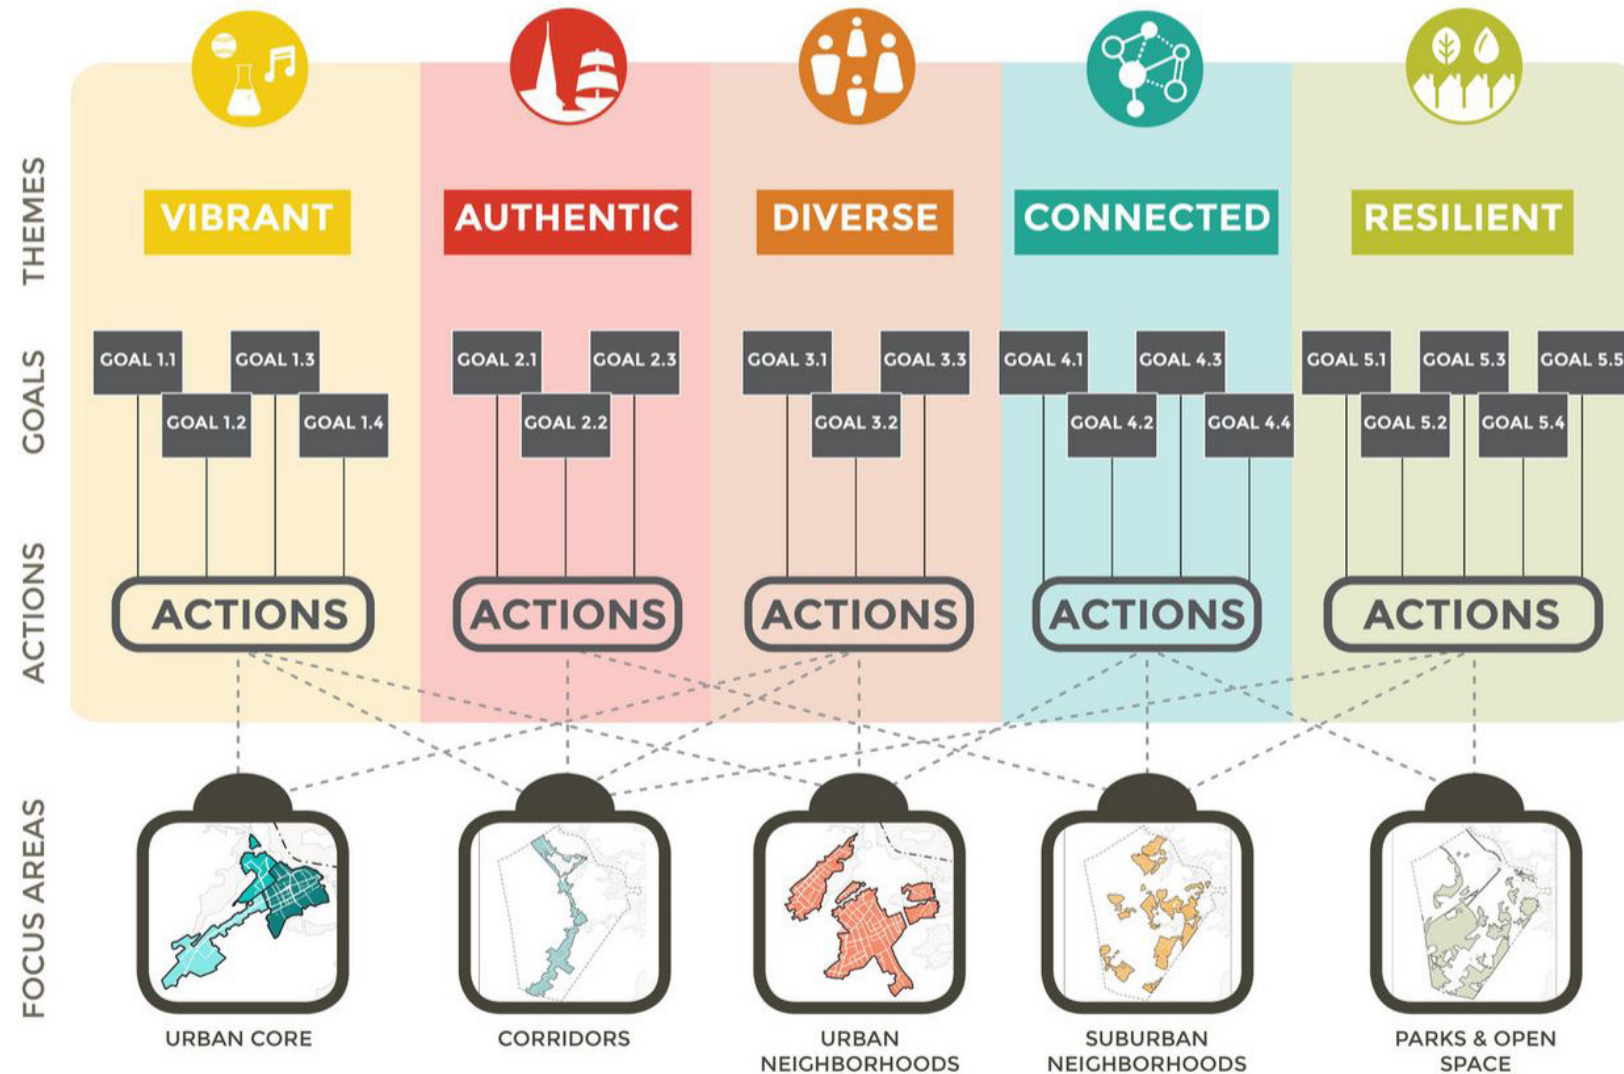 THEMES
VIBRANT
AUTHENTIC
DIVERSE
CONNECTED
RESILIENT
GOALS
GOAL 1.1
GOAL 1.2
GOAL 1.3
GOAL 1.4
GOAL 2.1
GOAL 2.2
GOAL 2.3
GOAL 3.1
GOAL 3.2
GOAL 3.3
GOAL 4.1
GOAL 4.2
GOAL 4.3
GOAL 4.4
GOAL 5.1
GOAL 5.2
GOAL 5.3
GOAL 5.4
GOAL 5.5
ACTIONS
ACTIONS
ACTIONS
ACTIONS
ACTIONS
ACTIONS
FOCUS AREAS
URBAN CORE
CORRIDORS
URBAN
NEIGHBORHOODS
SUBURBAN
NEIGHBORHOODS
PARKS & OPEN
SPACE